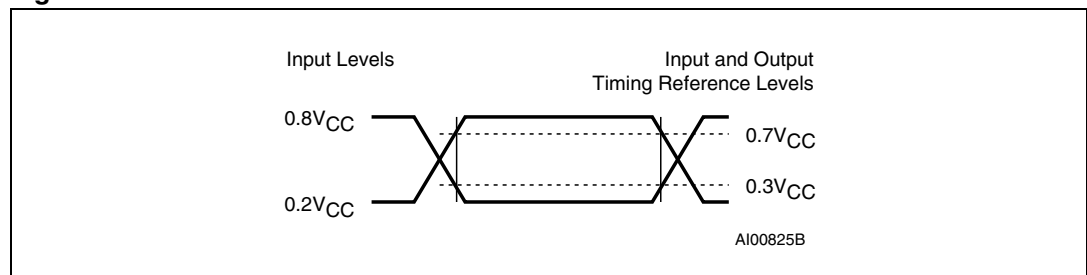 Input Levels
Input and Output
Timing Reference Levels
0.8VCC
0.7VCC
0.3VCC
0.2VCC
AI00825B